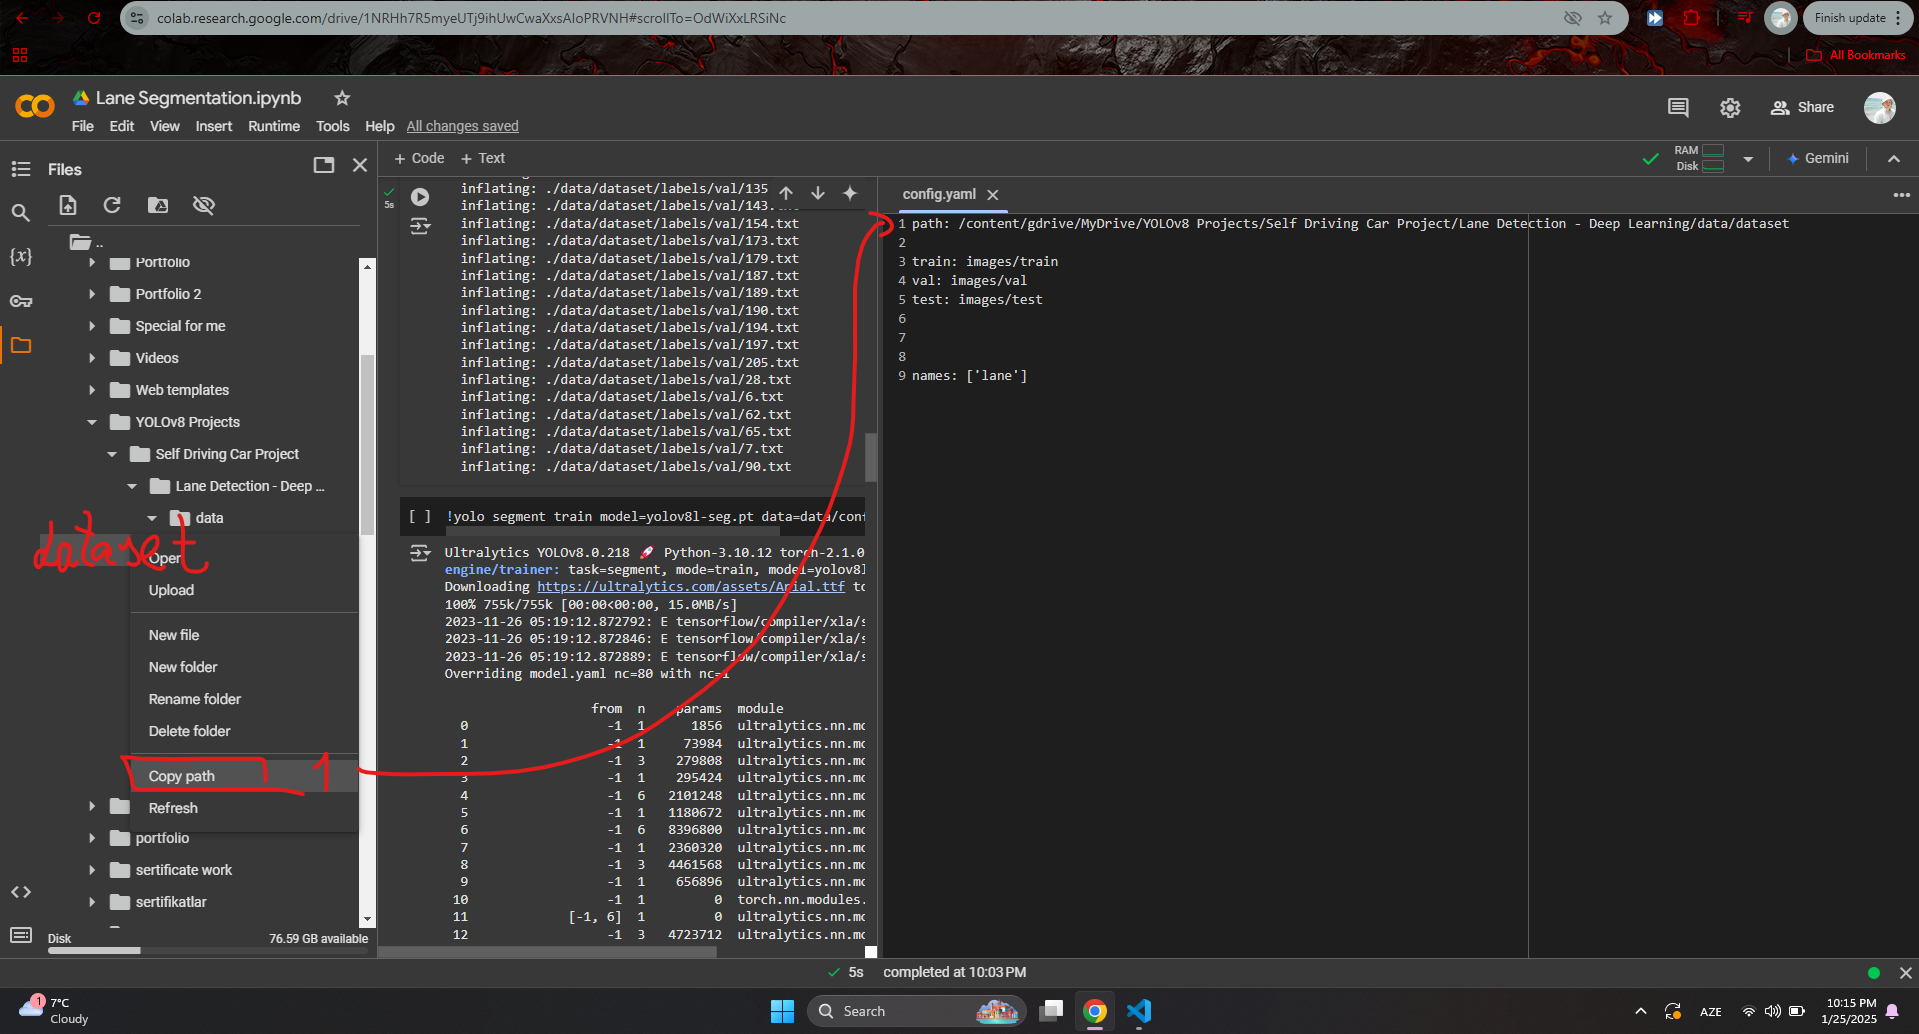 colab.research.google.com/drive/1NRHh7R5myeUTj9ihUwCwaXxsAIoPRVNH#scrollTo=OdWiXxLRSiNc
Finish update
All Bookmarks
Lane Segmentation.ipynb
File Edit View Insert Runtime Tools Help All changes saved
Share
Files
+ Code + Text
RAM
Disk
Gemini
..
Portfolio
Portfolio 2
Special for me
Videos
Web templates
YOLOv8 Projects
Self Driving Car Project
Lane Detection - Deep ...
data
dataset
Open
Upload
New file
New folder
Rename folder
Delete folder
Copy path 1
Refresh
portfolio
sertificate work
sertifikatlar
Disk 76.59 GB available
5s
inflating: ./data/dataset/labels/val/135
inflating: ./data/dataset/labels/val/143.
inflating: ./data/dataset/labels/val/154.txt
inflating: ./data/dataset/labels/val/173.txt
inflating: ./data/dataset/labels/val/179.txt
inflating: ./data/dataset/labels/val/187.txt
inflating: ./data/dataset/labels/val/189.txt
inflating: ./data/dataset/labels/val/190.txt
inflating: ./data/dataset/labels/val/194.txt
inflating: ./data/dataset/labels/val/197.txt
inflating: ./data/dataset/labels/val/205.txt
inflating: ./data/dataset/labels/val/28.txt
inflating: ./data/dataset/labels/val/6.txt
inflating: ./data/dataset/labels/val/62.txt
inflating: ./data/dataset/labels/val/65.txt
inflating: ./data/dataset/labels/val/7.txt
inflating: ./data/dataset/labels/val/90.txt
[ ] !yolo segment train model=yolov8l-seg.pt data=data/conf
Ultralytics YOLOv8.0.218 🚀 Python-3.10.12 torch-2.1.0
engine/trainer: task=segment, mode=train, model=yolov8l
Downloading https://ultralytics.com/assets/Arial.ttf to
100% 755k/755k [00:00<00:00, 15.0MB/s]
2023-11-26 05:19:12.872792: E tensorflow/compiler/xla/s
2023-11-26 05:19:12.872846: E tensorflow/compiler/xla/s
2023-11-26 05:19:12.872889: E tensorflow/compiler/xla/s
Overriding model.yaml nc=80 with nc=1
from n params module
0 -1 1 1856 ultralytics.nn.mo
1 -1 1 73984 ultralytics.nn.mo
2 -1 3 279808 ultralytics.nn.mo
3 -1 1 295424 ultralytics.nn.mo
4 -1 6 2101248 ultralytics.nn.mo
5 -1 1 1180672 ultralytics.nn.mo
6 -1 6 8396800 ultralytics.nn.mo
7 -1 1 2360320 ultralytics.nn.mo
8 -1 3 4461568 ultralytics.nn.mo
9 -1 1 656896 ultralytics.nn.mo
10 -1 1 0 torch.nn.modules.
11 [-1, 6] 1 0 ultralytics.nn.mo
12 -1 3 4723712 ultralytics.nn.mo
config.yaml
1 path: /content/gdrive/MyDrive/YOLOv8 Projects/Self Driving Car Project/Lane Detection - Deep Learning/data/dataset
2
3 train: images/train
4 val: images/val
5 test: images/test
6
7
8
9 names: ['lane']
5s completed at 10:03 PM
1
7°C
Cloudy
Search
AZE
10:15 PM
1/25/2025